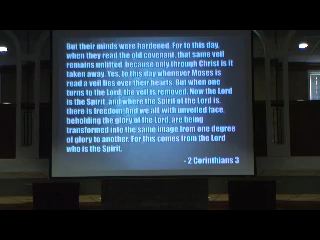 But their minds were hardened. For to this day,
when they read the old covenant, that same veil
remains unlifted, because only through Christ is it
taken away. Yes, to this day whenever Moses is
read a veil lies over their hearts. But when one
turns to the Lord, the veil is removed. Now the Lord
is the Spirit, and where the Spirit of the Lord is,
there is freedom. And we all with unveiled face,
beholding the glory of the Lord, are being
transformed into the same image from one degree
of glory to another. For this comes from the Lord
who is the Spirit.
- 2 Corinthians 3